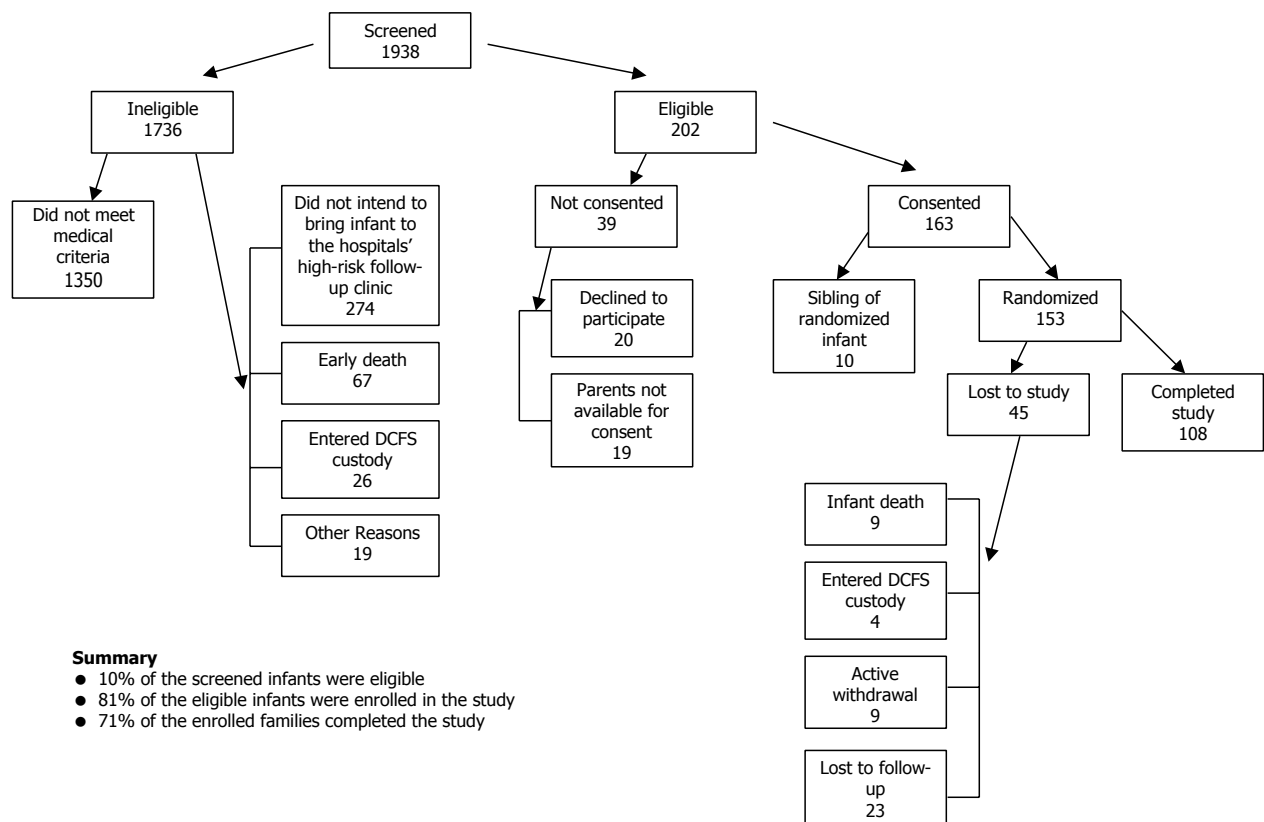 Screened
1938
Ineligible
1736
Eligible
202
Did not meet
medical
criteria
1350
Did not intend to
bring infant to
the hospitals’
high-risk follow-
up clinic
274
Early death
67
Entered DCFS
custody
26
Other Reasons
19
Not consented
39
Declined to
participate
20
Parents not
available for
consent
19
Consented
163
Sibling of
randomized
infant
10
Randomized
153
Lost to study
45
Completed
study
108
Infant death
9
Entered DCFS
custody
4
Active
withdrawal
9
Lost to follow-
up
23
Summary
● 10% of the screened infants were eligible
● 81% of the eligible infants were enrolled in the study
● 71% of the enrolled families completed the study